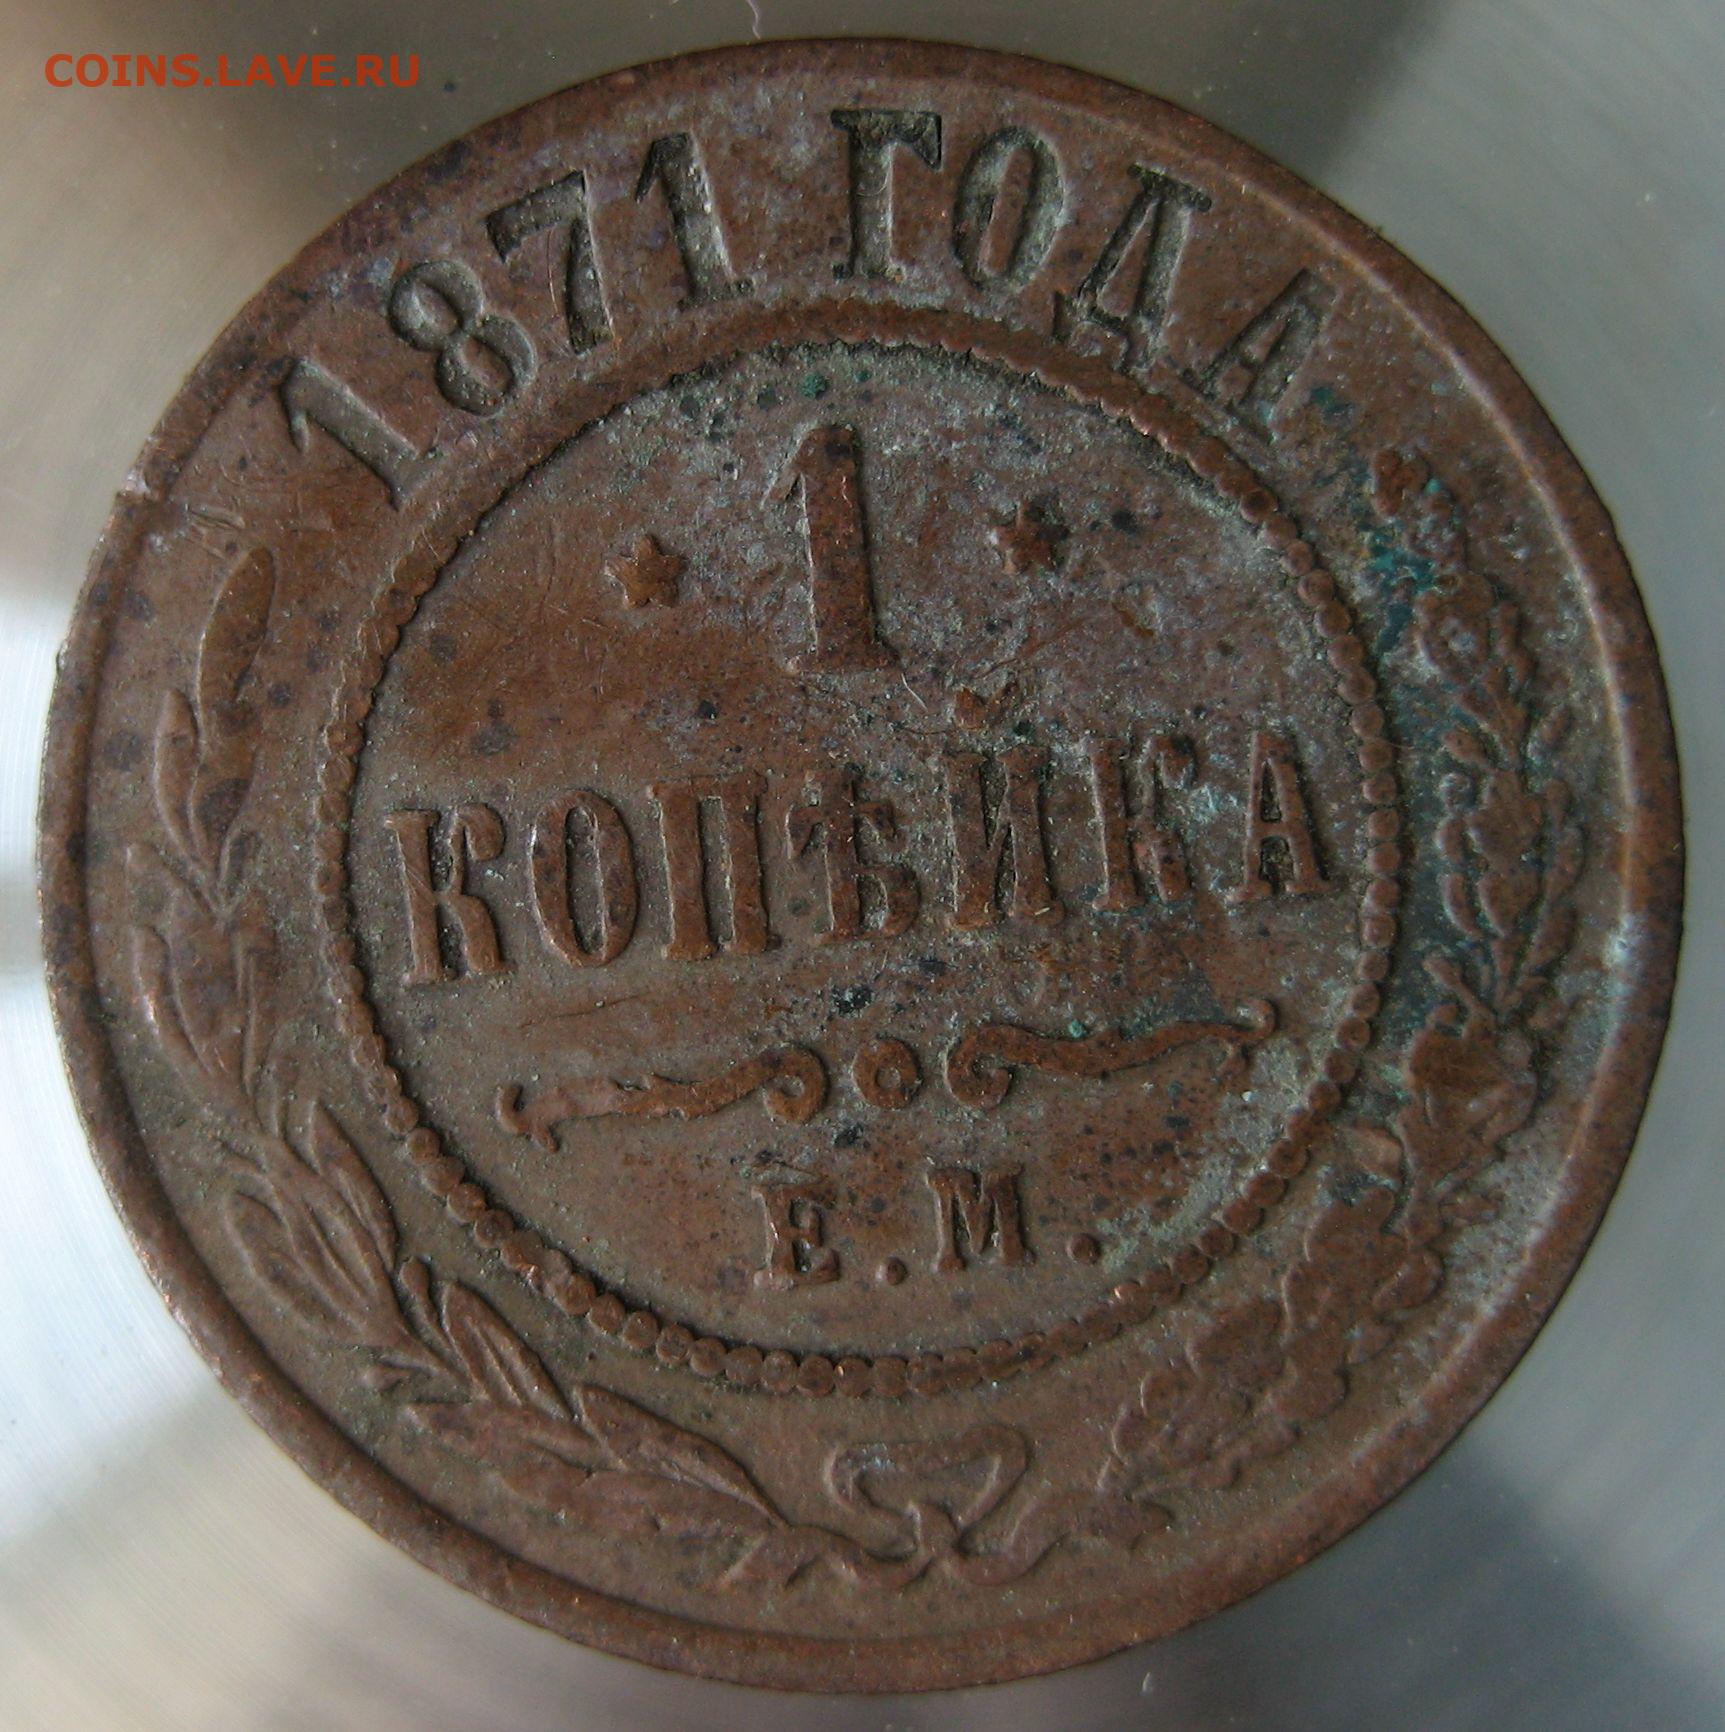 COINS.LAVE.RU
1871 ГОДА
* 1 *
КОПѢЙКА
Е.М.